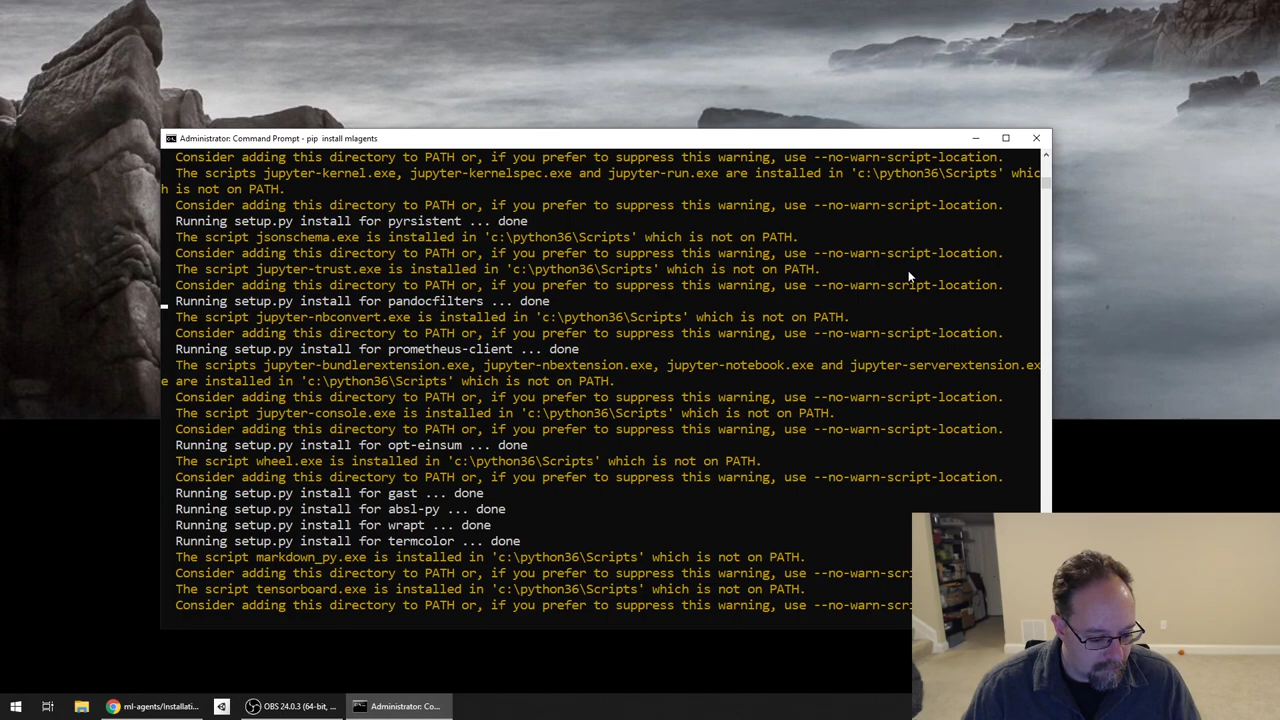 Administrator: Command Prompt - pip  install mlagents
Consider adding this directory to PATH or, if you prefer to suppress this warning, use --no-warn-script-location.
The scripts jupyter-kernel.exe, jupyter-kernelspec.exe and jupyter-run.exe are installed in 'c:\python36\Scripts' whic
h is not on PATH.
Consider adding this directory to PATH or, if you prefer to suppress this warning, use --no-warn-script-location.
Running setup.py install for pyrsistent ... done
The script jsonschema.exe is installed in 'c:\python36\Scripts' which is not on PATH.
Consider adding this directory to PATH or, if you prefer to suppress this warning, use --no-warn-script-location.
The script jupyter-trust.exe is installed in 'c:\python36\Scripts' which is not on PATH.
Consider adding this directory to PATH or, if you prefer to suppress this warning, use --no-warn-script-location.
Running setup.py install for pandocfilters ... done
The script jupyter-nbconvert.exe is installed in 'c:\python36\Scripts' which is not on PATH.
Consider adding this directory to PATH or, if you prefer to suppress this warning, use --no-warn-script-location.
Running setup.py install for prometheus-client ... done
The scripts jupyter-bundlerextension.exe, jupyter-nbextension.exe, jupyter-notebook.exe and jupyter-serverextension.ex
e are installed in 'c:\python36\Scripts' which is not on PATH.
Consider adding this directory to PATH or, if you prefer to suppress this warning, use --no-warn-script-location.
The script jupyter-console.exe is installed in 'c:\python36\Scripts' which is not on PATH.
Consider adding this directory to PATH or, if you prefer to suppress this warning, use --no-warn-script-location.
Running setup.py install for opt-einsum ... done
The script wheel.exe is installed in 'c:\python36\Scripts' which is not on PATH.
Consider adding this directory to PATH or, if you prefer to suppress this warning, use --no-warn-script-location.
Running setup.py install for gast ... done
Running setup.py install for absl-py ... done
Running setup.py install for wrapt ... done
Running setup.py install for termcolor ... done
The script markdown_py.exe is installed in 'c:\python36\Scripts' which is not on PATH.
Consider adding this directory to PATH or, if you prefer to suppress this warning, use --no-warn-scri
The script tensorboard.exe is installed in 'c:\python36\Scripts' which is not on PATH.
Consider adding this directory to PATH or, if you prefer to suppress this warning, use --no-warn-scri
ml-agents/Installati...
OBS 24.0.3 (64-bit, ...
Administrator: Co...